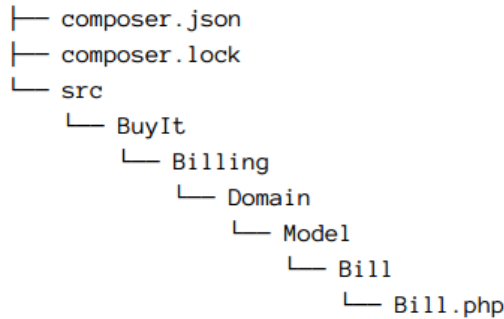 ├── composer.json
├── composer.lock
└── src
    └── BuyIt
        └── Billing
            └── Domain
                └── Model
                    └── Bill
                        └── Bill.php